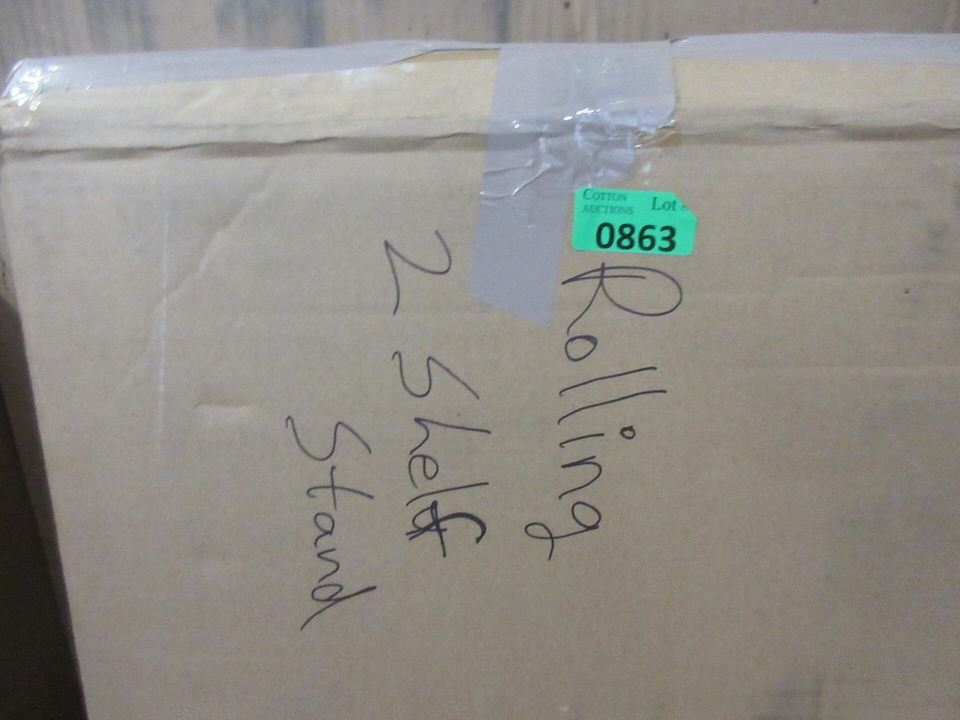 COTTON
AUCTIONS
Lot
0863
Rolling
2 Shelf
Stand